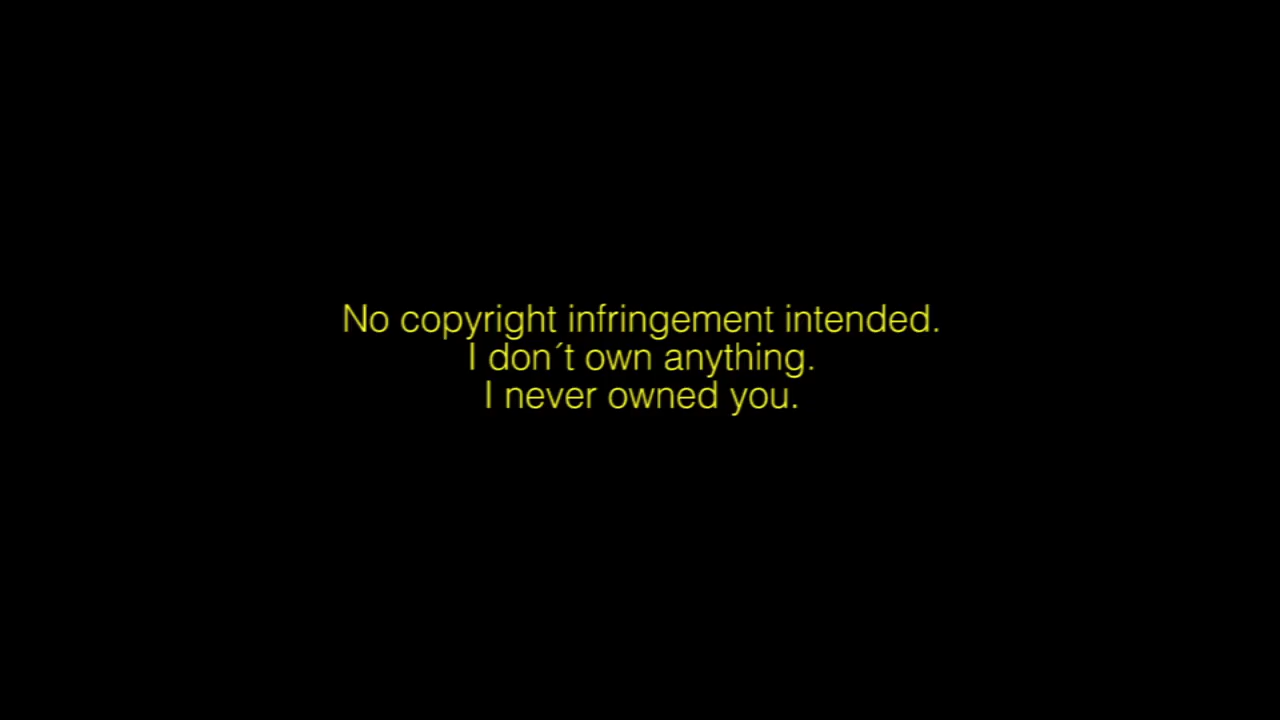 No copyright infringement intended.
I don´t own anything.
I never owned you.